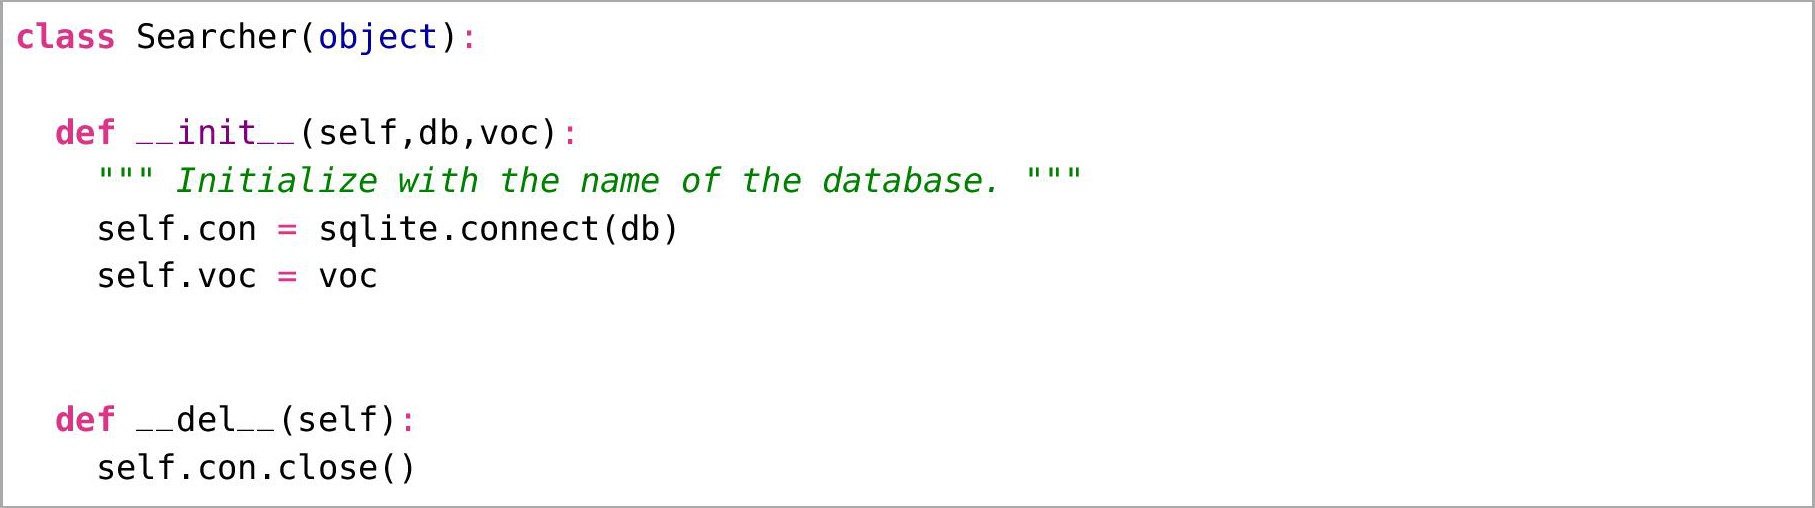 class Searcher(object):
  def __init__(self,db,voc):
    """ Initialize with the name of the database. """
    self.con = sqlite.connect(db)
    self.voc = voc
  def __del__(self):
    self.con.close()